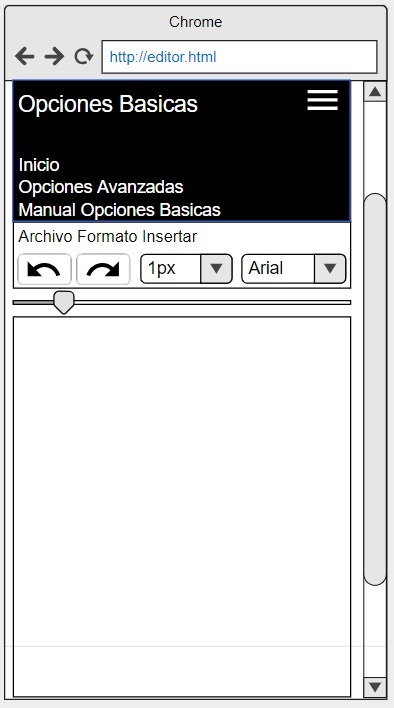 Chrome
http://editor.html
Opciones Basicas
Inicio
Opciones Avanzadas
Manual Opciones Basicas
Archivo Formato Insertar
1px Arial